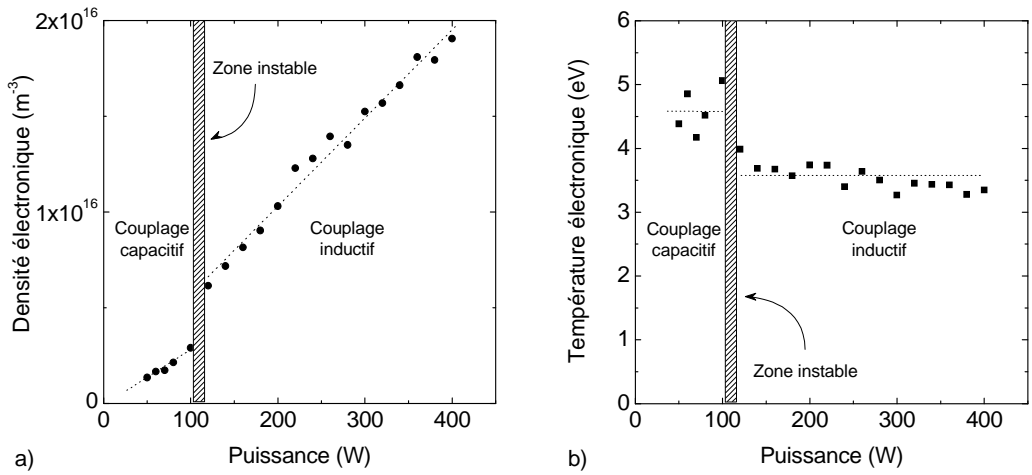 2x10^16
1x10^16
0
Densité électronique (m^-3)
Zone instable
Couplage
capacitif
Couplage
inductif
0 100 200 300 400
Puissance (W)
a)
6
5
4
3
2
1
0
Température électronique (eV)
Couplage
capacitif
Couplage
inductif
Zone instable
0 100 200 300 400
Puissance (W)
b)